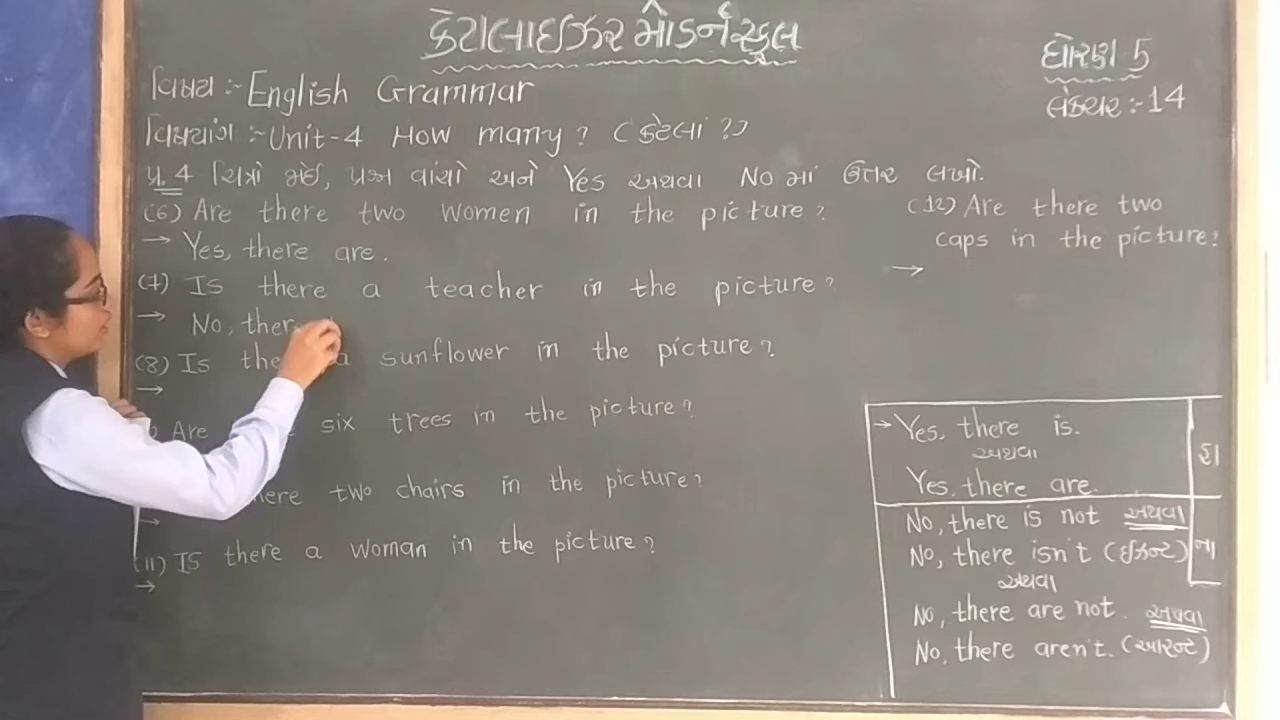 ક્રેટાલાઇઝર મોડર્ન સ્કુલ
ધોરણ 5
વિષય :- English Grammar
લેક્ચર :- 14
વિષયાંગ :- Unit-4 How many? (કેટલાં ?)
પ્ર. 4 ચિત્રો જોઈ, પ્રશ્ન વાંચો અને Yes અથવા No માં ઉત્તર લખો.
(6) Are there two women in the picture?
→ Yes, there are.
(7) Is there a teacher in the picture?
→ No, there
(8) Is the a sunflower in the picture?
→
Are six trees in the picture?
here two chairs in the picture?
→
(11) Is there a woman in the picture?
→
(12) Are there two
caps in the picture?
→
→ Yes, there is.
અથવા
Yes, there are.
હા
No, there is not અથવા
No, there isn't (ઈઝન્ટ)
ના
અથવા
No, there are not. અથવા
No, there aren't. (આરન્ટ)